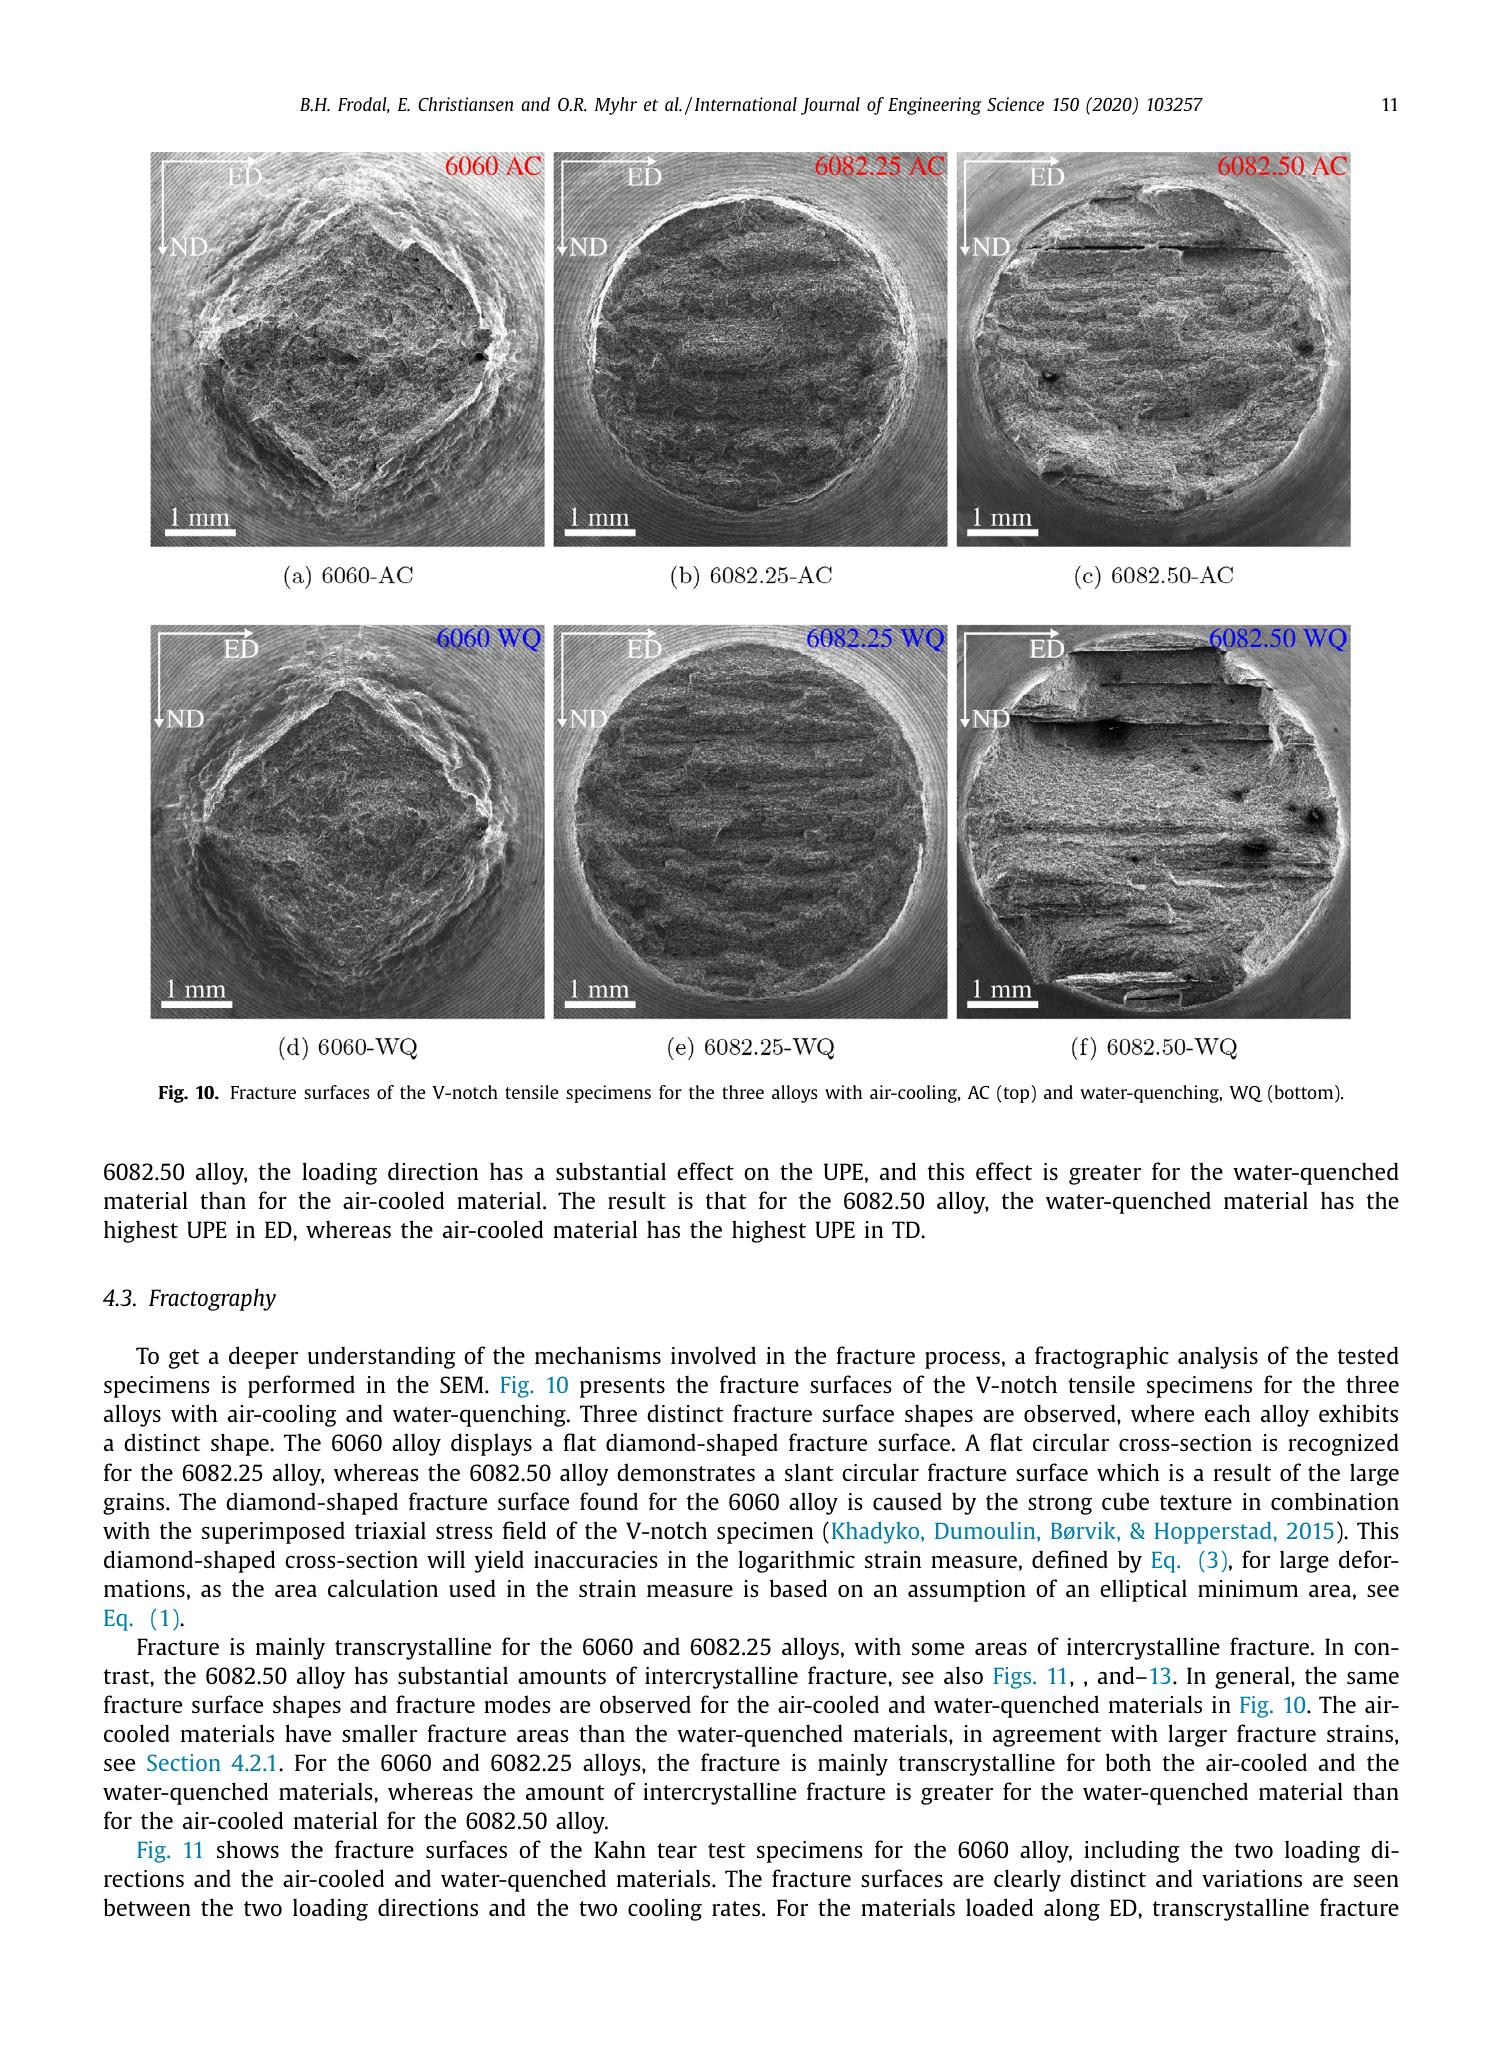 B.H. Frodal, E. Christiansen and O.R. Myhr et al. / International Journal of Engineering Science 150 (2020) 103257 11
ED 6060 AC
ND
1 mm
ED 6082.25 AC
ND
1 mm
ED 6082.50 AC
ND
1 mm
(a) 6060-AC (b) 6082.25-AC (c) 6082.50-AC
ED 6060 WQ
ND
1 mm
ED 6082.25 WQ
ND
1 mm
ED 6082.50 WQ
ND
1 mm
(d) 6060-WQ (e) 6082.25-WQ (f) 6082.50-WQ
Fig. 10. Fracture surfaces of the V-notch tensile specimens for the three alloys with air-cooling, AC (top) and water-quenching, WQ (bottom).
6082.50 alloy, the loading direction has a substantial effect on the UPE, and this effect is greater for the water-quenched
material than for the air-cooled material. The result is that for the 6082.50 alloy, the water-quenched material has the
highest UPE in ED, whereas the air-cooled material has the highest UPE in TD.
4.3. Fractography
To get a deeper understanding of the mechanisms involved in the fracture process, a fractographic analysis of the tested
specimens is performed in the SEM. Fig. 10 presents the fracture surfaces of the V-notch tensile specimens for the three
alloys with air-cooling and water-quenching. Three distinct fracture surface shapes are observed, where each alloy exhibits
a distinct shape. The 6060 alloy displays a flat diamond-shaped fracture surface. A flat circular cross-section is recognized
for the 6082.25 alloy, whereas the 6082.50 alloy demonstrates a slant circular fracture surface which is a result of the large
grains. The diamond-shaped fracture surface found for the 6060 alloy is caused by the strong cube texture in combination
with the superimposed triaxial stress field of the V-notch specimen (Khadyko, Dumoulin, Børvik, & Hopperstad, 2015). This
diamond-shaped cross-section will yield inaccuracies in the logarithmic strain measure, defined by Eq. (3), for large defor-
mations, as the area calculation used in the strain measure is based on an assumption of an elliptical minimum area, see
Eq. (1).
Fracture is mainly transcrystalline for the 6060 and 6082.25 alloys, with some areas of intercrystalline fracture. In con-
trast, the 6082.50 alloy has substantial amounts of intercrystalline fracture, see also Figs. 11, , and–13. In general, the same
fracture surface shapes and fracture modes are observed for the air-cooled and water-quenched materials in Fig. 10. The air-
cooled materials have smaller fracture areas than the water-quenched materials, in agreement with larger fracture strains,
see Section 4.2.1. For the 6060 and 6082.25 alloys, the fracture is mainly transcrystalline for both the air-cooled and the
water-quenched materials, whereas the amount of intercrystalline fracture is greater for the water-quenched material than
for the air-cooled material for the 6082.50 alloy.
Fig. 11 shows the fracture surfaces of the Kahn tear test specimens for the 6060 alloy, including the two loading di-
rections and the air-cooled and water-quenched materials. The fracture surfaces are clearly distinct and variations are seen
between the two loading directions and the two cooling rates. For the materials loaded along ED, transcrystalline fracture